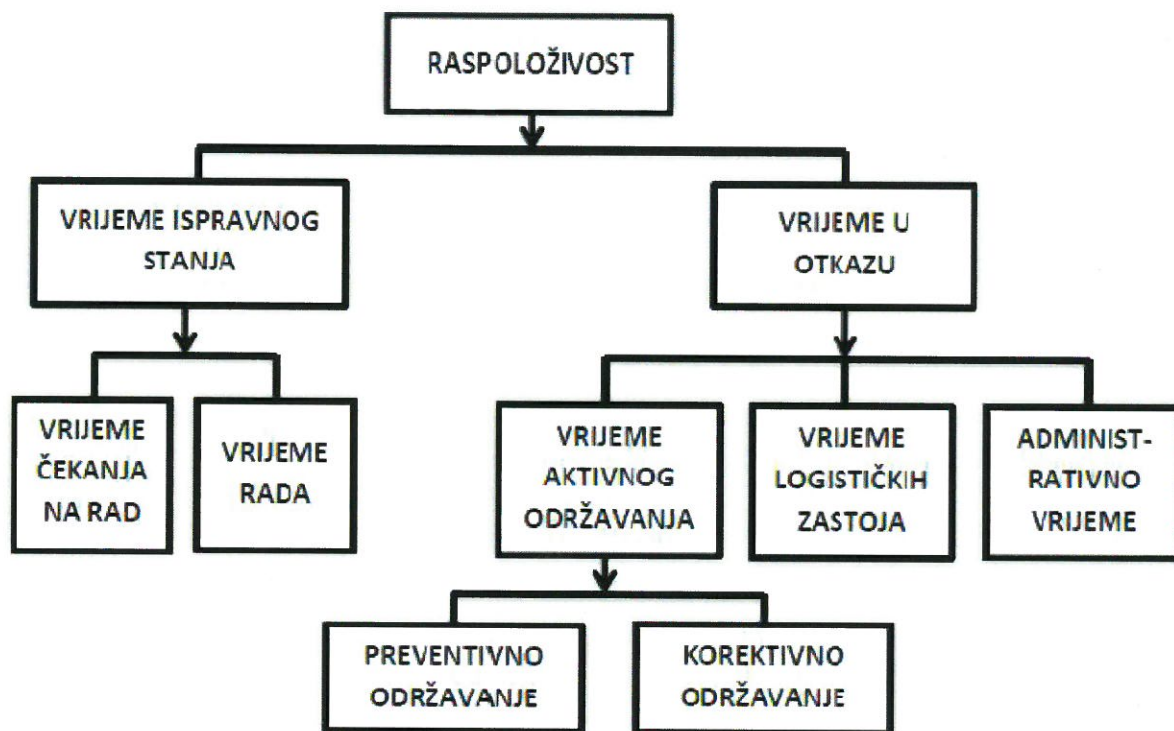 RASPOLOŽIVOST
VRIJEME ISPRAVNOG
STANJA
VRIJEME U
OTKAZU
VRIJEME
ČEKANJA
NA RAD
VRIJEME
RADA
VRIJEME
AKTIVNOG
ODRŽAVANJA
VRIJEME
LOGISTIČKIH
ZASTOJA
ADMINIST-
RATIVNO
VRIJEME
PREVENTIVNO
ODRŽAVANJE
KOREKTIVNO
ODRŽAVANJE